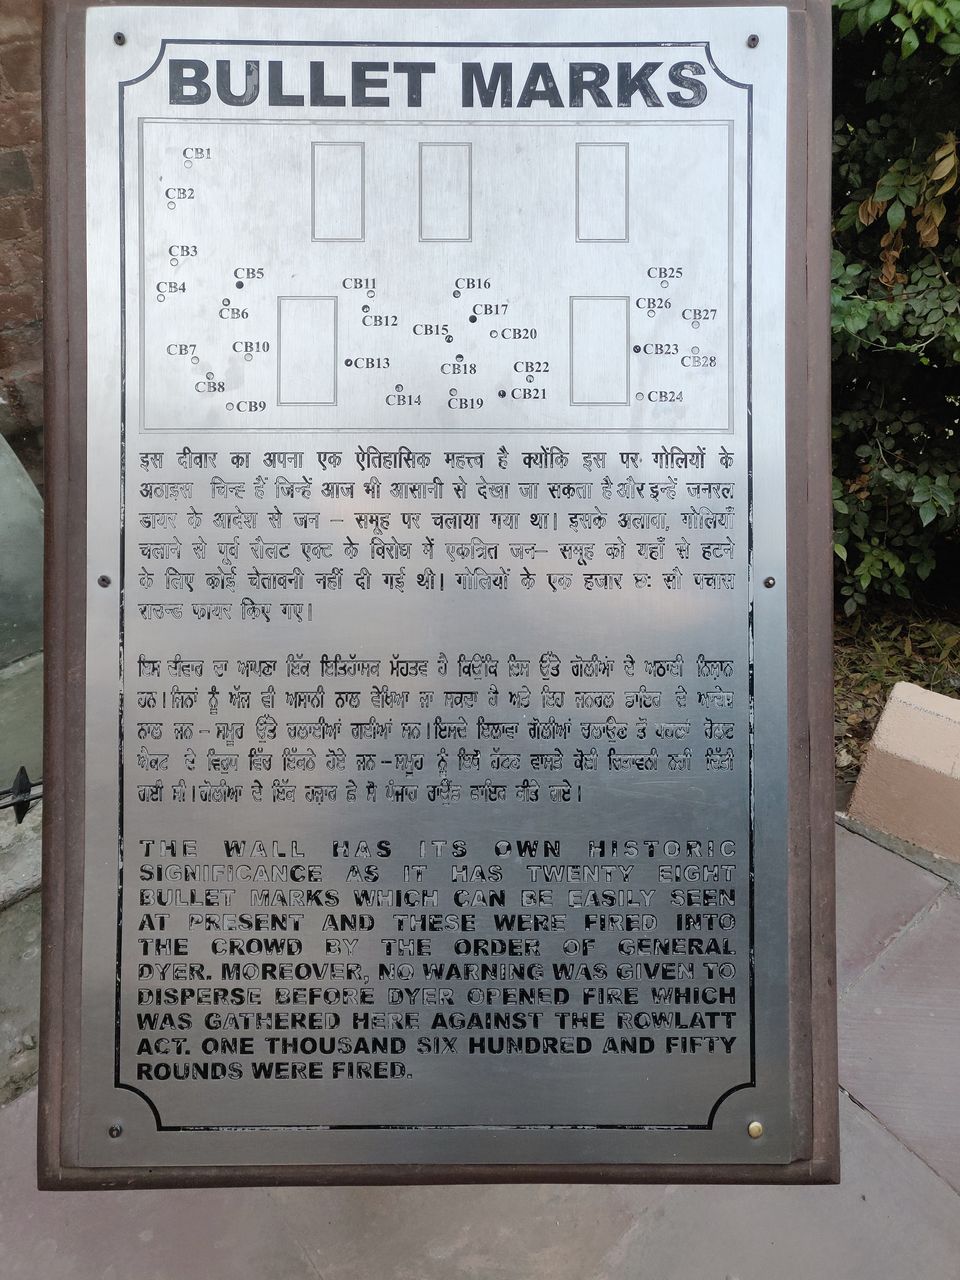 BULLET MARKS
CB1
CB2
CB3
CB4
CB5
CB6
CB7
CB8
CB9
CB10
CB11
CB12
CB13
CB14
CB15
CB16
CB17
CB18
CB19
CB20
CB21
CB22
CB23
CB24
CB25
CB26
CB27
CB28
इस दीवार का अपना एक ऐतिहासिक महत्त्व है क्योंकि इस पर गोलियों के
अठाइस चिन्ह हैं जिन्हें आज भी आसानी से देखा जा सकता है और इन्हें जनरल
डायर के आदेश से जन – समूह पर चलाया गया था। इसके अलावा, गोलियाँ
चलाने से पूर्व रौलट एक्ट के विरोध में एकत्रित जन– समूह को यहाँ से हटने
के लिए कोई चेतावनी नहीं दी गई थी। गोलियों के एक हजार छः सौ पचास
राउन्ड फायर किए गए।
ਇਸ ਦੀਵਾਰ ਦਾ ਆਪਣਾ ਇੱਕ ਇਤਿਹਾਸਕ ਮਹੱਤਵ ਹੈ ਕਿਉਂਕਿ ਇਸ ਉੱਤੇ ਗੋਲੀਆਂ ਦੇ ਅਠਾਈ ਨਿਸ਼ਾਨ
ਹਨ।ਜਿਨਾਂ ਨੂੰ ਅੱਜ ਵੀ ਅਸਾਨੀ ਨਾਲ ਵੇਖਿਆ ਜਾ ਸਕਦਾ ਹੈ ਅਤੇ ਇਹ ਜਨਰਲ ਡਾਇਰ ਦੇ ਆਦੇਸ਼
ਨਾਲ ਜਨ – ਸਮੂਹ ਉੱਤੇ ਚਲਾਈਆਂ ਗਈਆਂ ਸਨ।ਇਸਦੇ ਇਲਾਵਾ ਗੋਲੀਆਂ ਚਲਾਉਣ ਤੋਂ ਪਹਿਲਾਂ ਰੋਲਟ
ਐਕਟ ਦੇ ਵਿਰੁਧ ਵਿੱਚ ਇਕੱਠੇ ਹੋਏ ਜਨ – ਸਮੂਹ ਨੂੰ ਇਥੋਂ ਹੱਟਣ ਵਾਸਤੇ ਕੋਈ ਚਿਤਾਵਨੀ ਨਹੀਂ ਦਿੱਤੀ
ਗਈ ਸੀ।ਗੋਲੀਆਂ ਦੇ ਇੱਕ ਹਜ਼ਾਰ ਛੇ ਸੌ ਪੰਜਾਹ ਰਾਊਂਡ ਫਾਇਰ ਕੀਤੇ ਗਏ।
THE WALL HAS ITS OWN HISTORIC
SIGNIFICANCE AS IT HAS TWENTY EIGHT
BULLET MARKS WHICH CAN BE EASILY SEEN
AT PRESENT AND THESE WERE FIRED INTO
THE CROWD BY THE ORDER OF GENERAL
DYER. MOREOVER, NO WARNING WAS GIVEN TO
DISPERSE BEFORE DYER OPENED FIRE WHICH
WAS GATHERED HERE AGAINST THE ROWLATT
ACT. ONE THOUSAND SIX HUNDRED AND FIFTY
ROUNDS WERE FIRED.